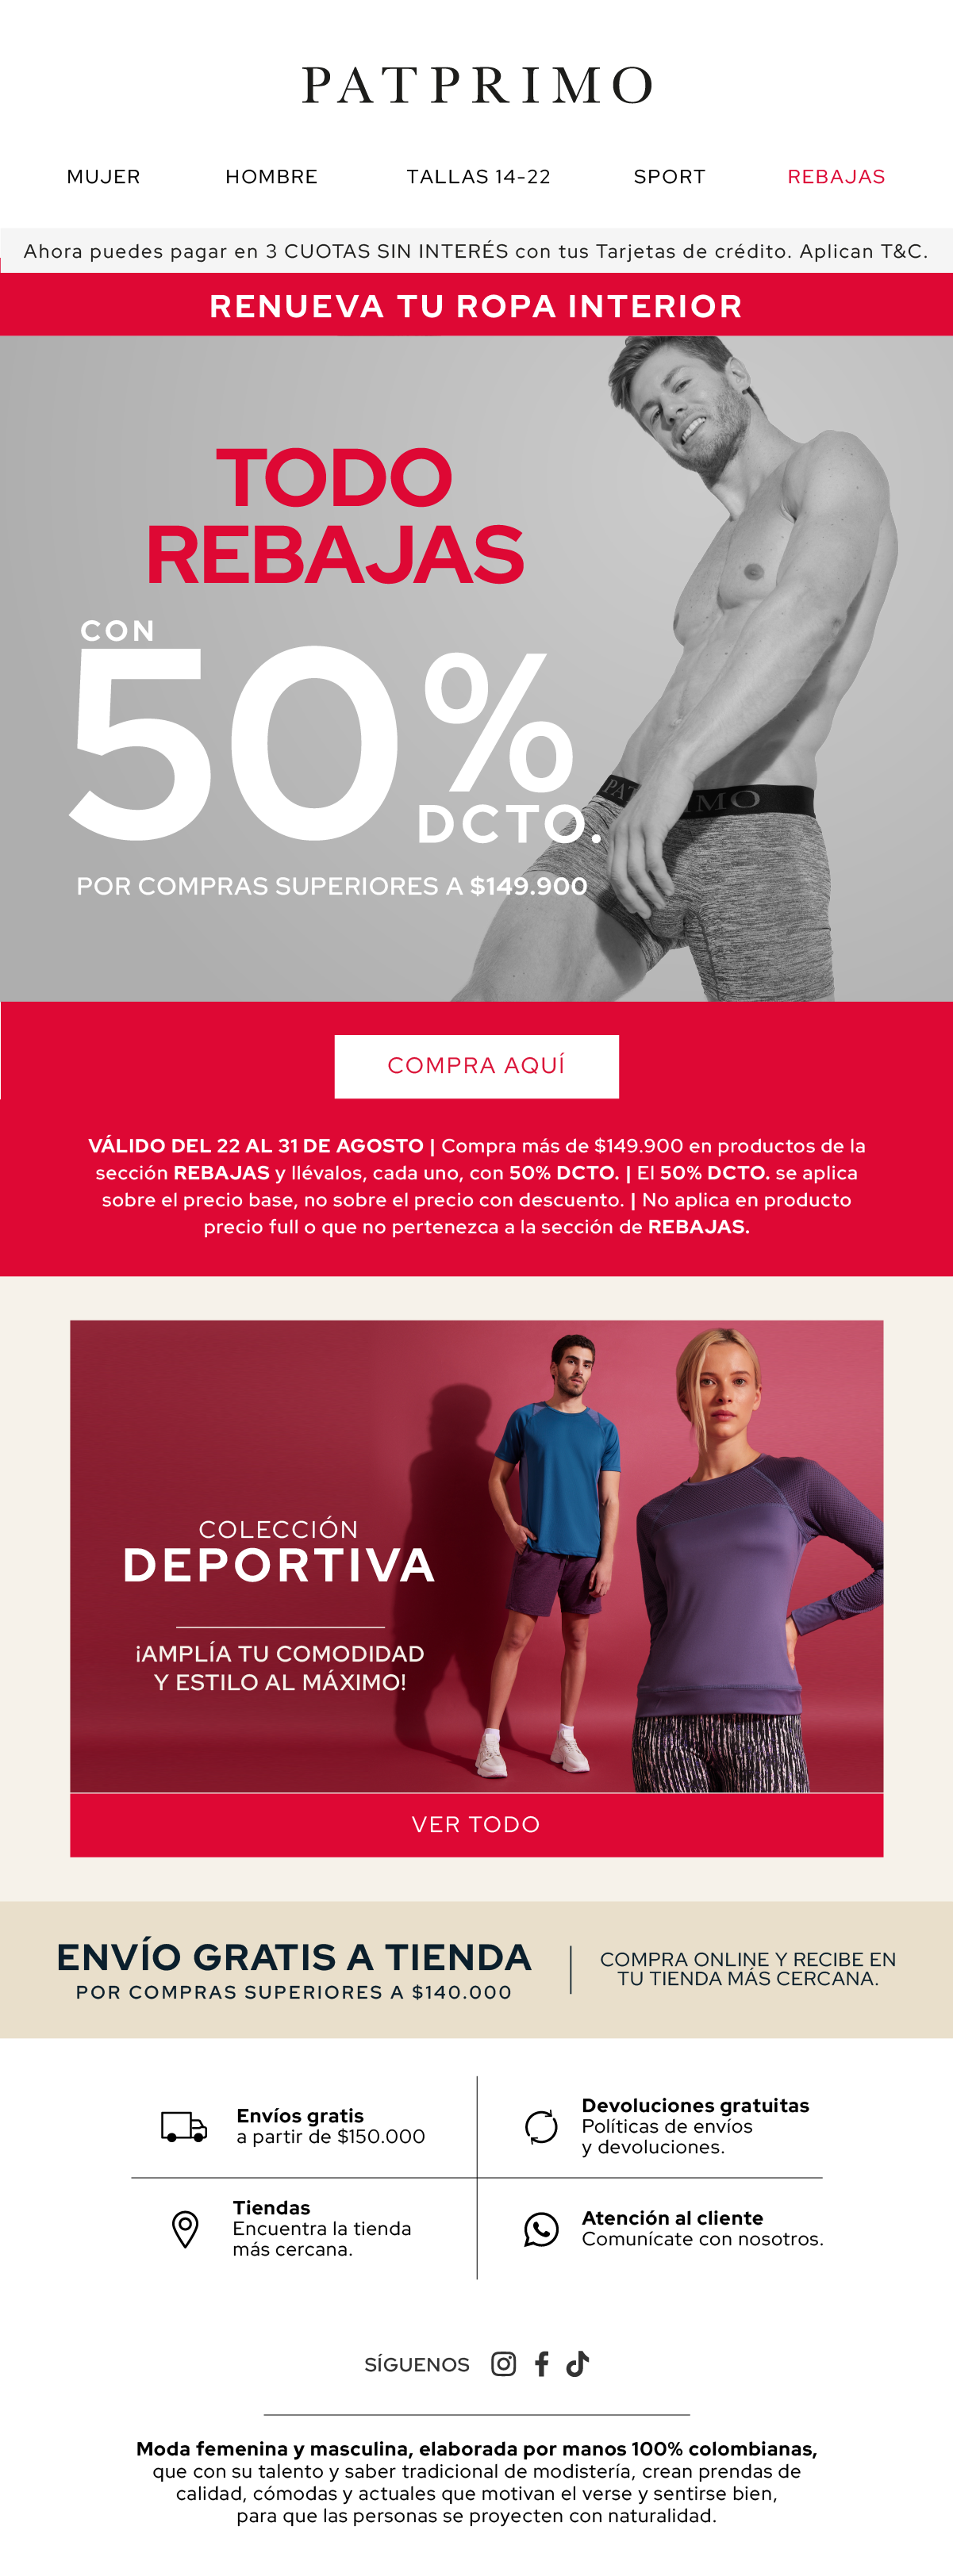 PATPRIMO
MUJER HOMBRE TALLAS 14-22 SPORT REBAJAS
Ahora puedes pagar en 3 CUOTAS SIN INTERÉS con tus Tarjetas de crédito. Aplican T&C.
RENUEVA TU ROPA INTERIOR
TODO
REBAJAS
CON
50%
DCTO.
POR COMPRAS SUPERIORES A $149.900
COMPRA AQUÍ
VÁLIDO DEL 22 AL 31 DE AGOSTO | Compra más de $149.900 en productos de la
sección REBAJAS y llévalos, cada uno, con 50% DCTO. | El 50% DCTO. se aplica
sobre el precio base, no sobre el precio con descuento. | No aplica en producto
precio full o que no pertenezca a la sección de REBAJAS.
COLECCIÓN
DEPORTIVA
¡AMPLÍA TU COMODIDAD
Y ESTILO AL MÁXIMO!
VER TODO
ENVÍO GRATIS A TIENDA
POR COMPRAS SUPERIORES A $140.000
COMPRA ONLINE Y RECIBE EN
TU TIENDA MÁS CERCANA.
Envíos gratis
a partir de $150.000
Devoluciones gratuitas
Políticas de envíos
y devoluciones.
Tiendas
Encuentra la tienda
más cercana.
Atención al cliente
Comunícate con nosotros.
SÍGUENOS
Moda femenina y masculina, elaborada por manos 100% colombianas,
que con su talento y saber tradicional de modistería, crean prendas de
calidad, cómodas y actuales que motivan el verse y sentirse bien,
para que las personas se proyecten con naturalidad.